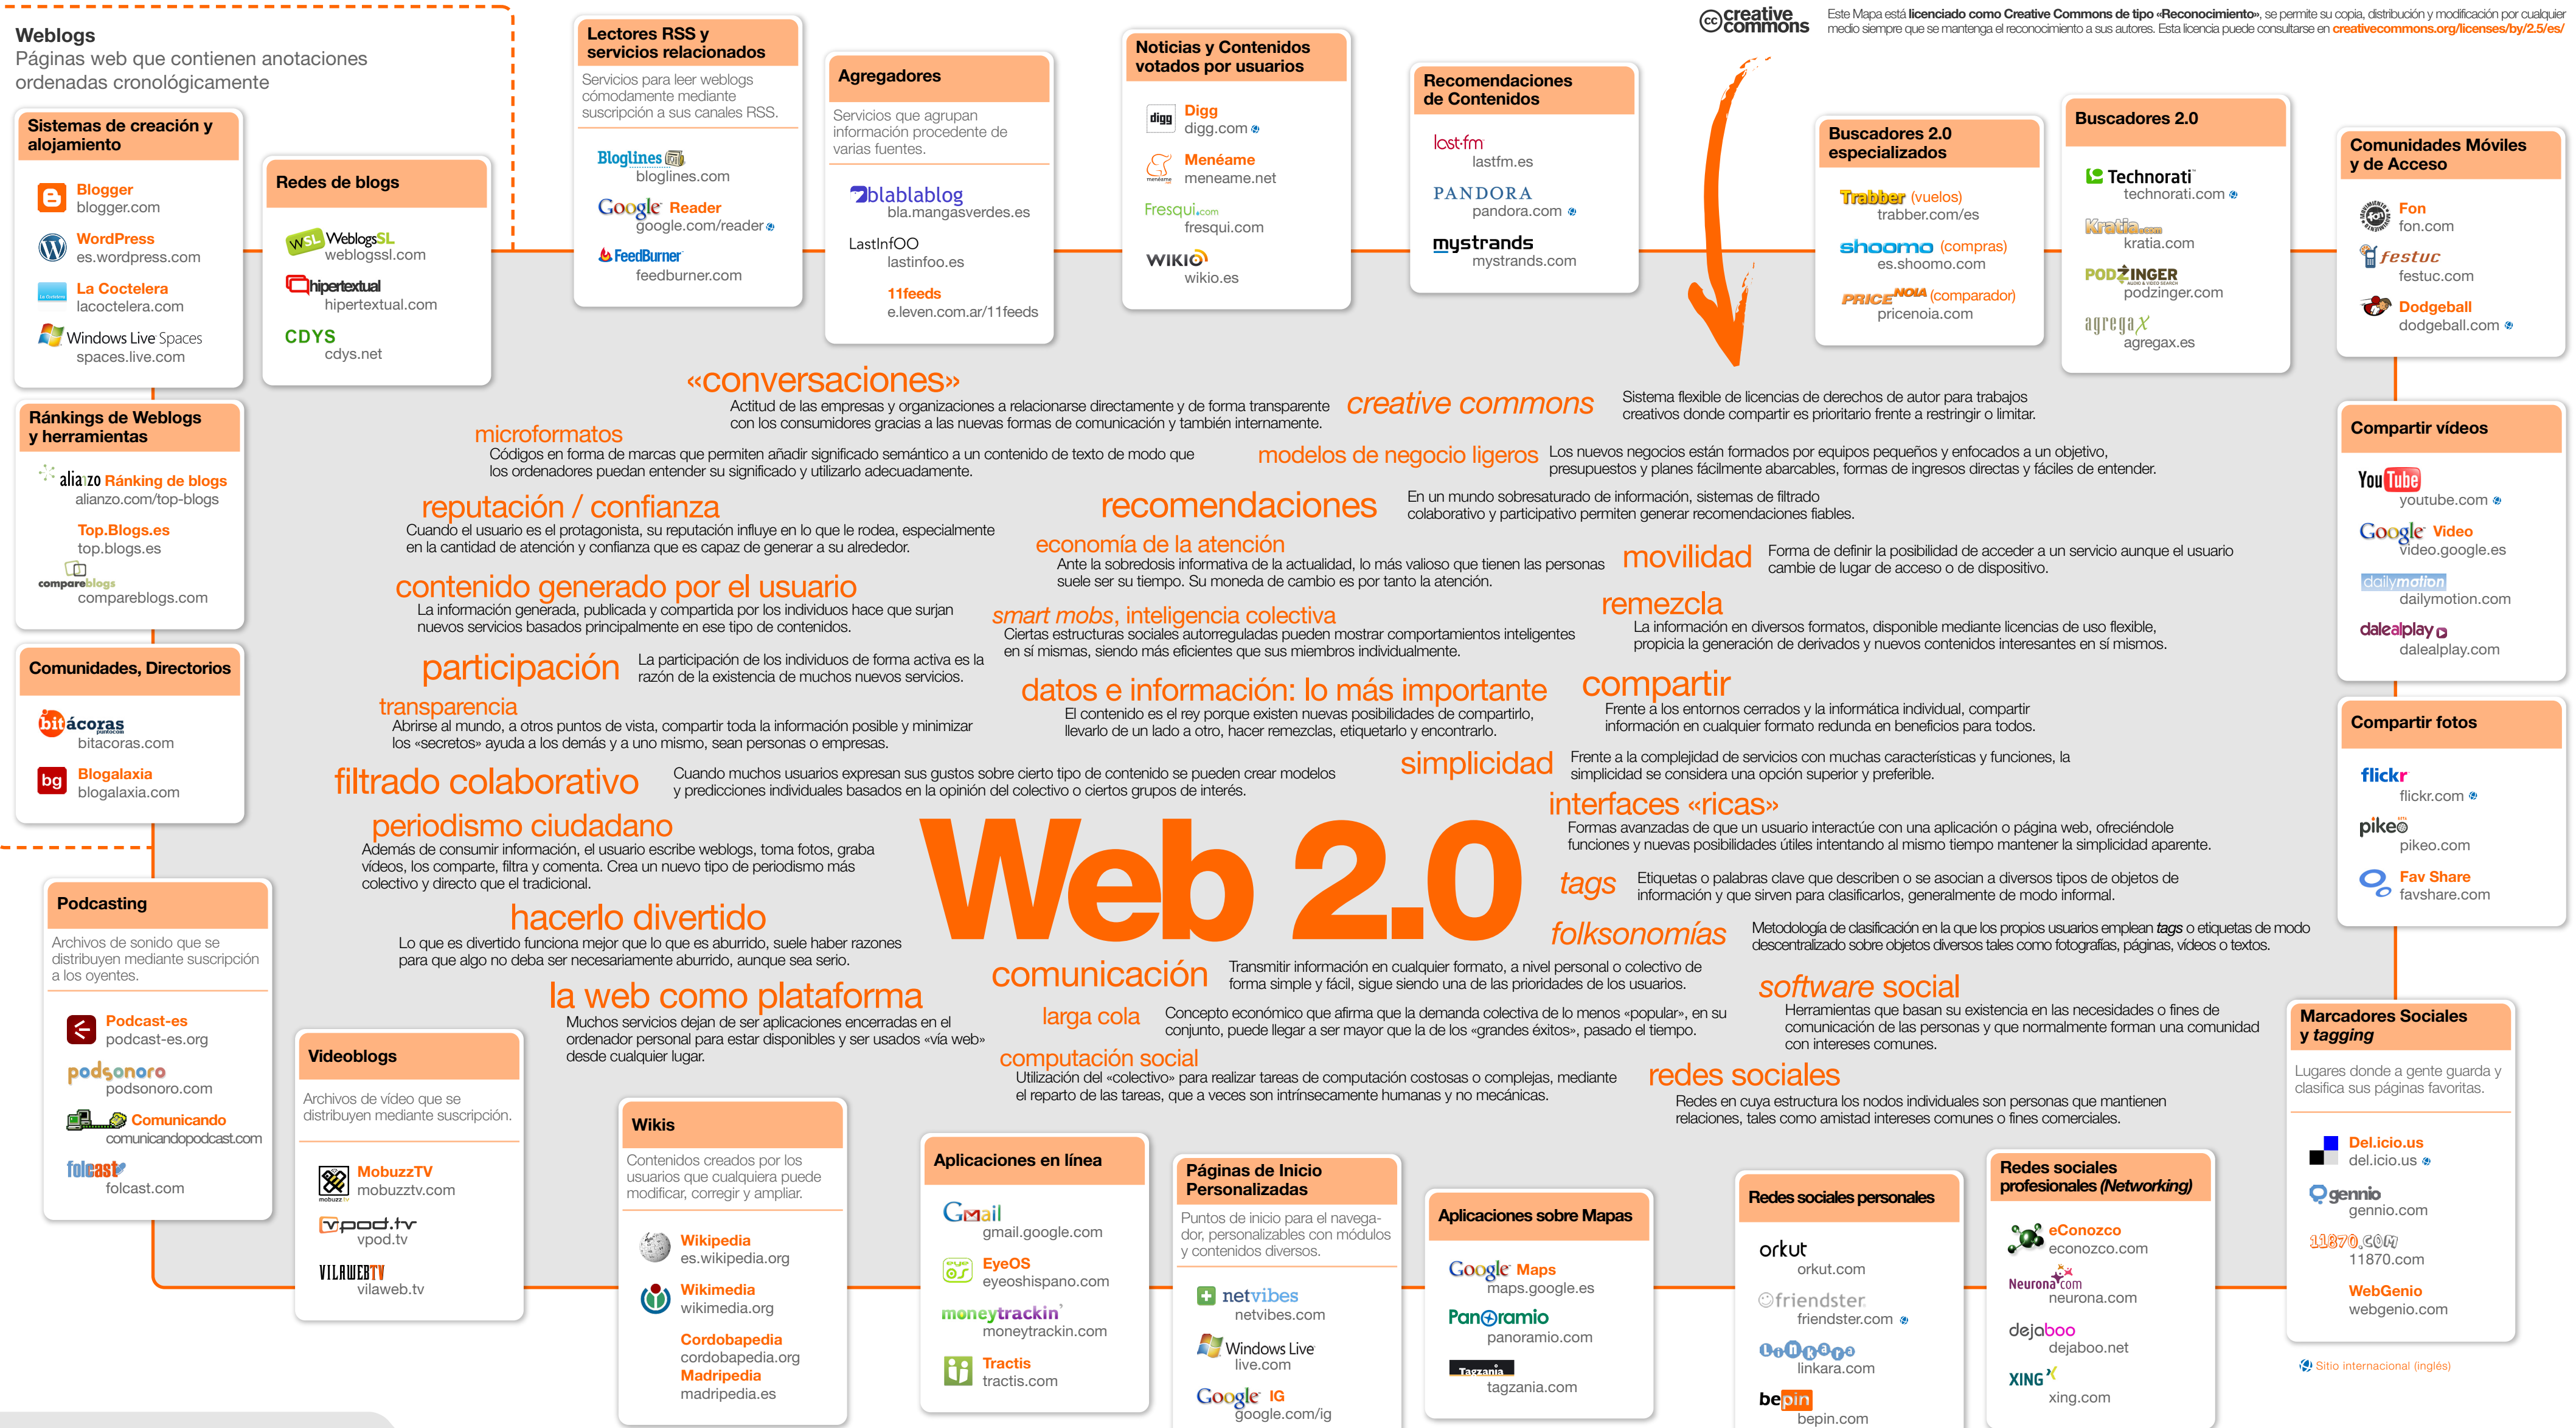 Weblogs
Páginas web que contienen anotaciones
ordenadas cronológicamente
Sistemas de creación y
alojamiento
Blogger
blogger.com
WordPress
es.wordpress.com
La Coctelera
lacoctelera.com
Windows Live Spaces
spaces.live.com
Redes de blogs
WSL WeblogsSL
weblogssl.com
hipertextual
hipertextual.com
CDYS
cdys.net
Ránkings de Weblogs
y herramientas
alianzo Ránking de blogs
alianzo.com/top-blogs
Top.Blogs.es
top.blogs.es
compareblogs
compareblogs.com
Comunidades, Directorios
bitácoras
puntocom
bitacoras.com
bg Blogalaxia
blogalaxia.com
Lectores RSS y
servicios relacionados
Servicios para leer weblogs
cómodamente mediante
suscripción a sus canales RSS.
Bloglines
bloglines.com
Google Reader
google.com/reader
FeedBurner
feedburner.com
Agregadores
Servicios que agrupan
información procedente de
varias fuentes.
blablablog
bla.mangasverdes.es
LastInfOO
lastinfoo.es
11feeds
e.leven.com.ar/11feeds
Noticias y Contenidos
votados por usuarios
digg Digg
digg.com
Menéame
menéame meneame.net
Fresqui.com
fresqui.com
WIKIO
wikio.es
Recomendaciones
de Contenidos
last·fm
lastfm.es
PANDORA
pandora.com
mystrands
mystrands.com
cc creative
commons
Este Mapa está licenciado como Creative Commons de tipo «Reconocimiento», se permite su copia, distribución y modificación por cualquier
medio siempre que se mantenga el reconocimiento a sus autores. Esta licencia puede consultarse en creativecommons.org/licenses/by/2.5/es/
Buscadores 2.0
especializados
Trabber (vuelos)
trabber.com/es
shoomo (compras)
es.shoomo.com
PRICENOIA (comparador)
pricenoia.com
Buscadores 2.0
Technorati
technorati.com
Kratia.com
kratia.com
PODZINGER
AUDIO & VIDEO SEARCH
podzinger.com
agregax
agregax.es
Comunidades Móviles
y de Acceso
Fon
fon.com
festuc
festuc.com
Dodgeball
dodgeball.com
Compartir vídeos
YouTube
youtube.com
Google Video
video.google.es
dailymotion
dailymotion.com
dalealplay
dalealplay.com
Compartir fotos
flickr
flickr.com
pikeo
pikeo.com
Fav Share
favshare.com
«conversaciones»
Actitud de las empresas y organizaciones a relacionarse directamente y de forma transparente
con los consumidores gracias a las nuevas formas de comunicación y también internamente.
creative commons
Sistema flexible de licencias de derechos de autor para trabajos
creativos donde compartir es prioritario frente a restringir o limitar.
microformatos
Códigos en forma de marcas que permiten añadir significado semántico a un contenido de texto de modo que
los ordenadores puedan entender su significado y utilizarlo adecuadamente.
modelos de negocio ligeros
Los nuevos negocios están formados por equipos pequeños y enfocados a un objetivo,
presupuestos y planes fácilmente abarcables, formas de ingresos directas y fáciles de entender.
reputación / confianza
Cuando el usuario es el protagonista, su reputación influye en lo que le rodea, especialmente
en la cantidad de atención y confianza que es capaz de generar a su alrededor.
recomendaciones
En un mundo sobresaturado de información, sistemas de filtrado
colaborativo y participativo permiten generar recomendaciones fiables.
economía de la atención
Ante la sobredosis informativa de la actualidad, lo más valioso que tienen las personas
suele ser su tiempo. Su moneda de cambio es por tanto la atención.
movilidad
Forma de definir la posibilidad de acceder a un servicio aunque el usuario
cambie de lugar de acceso o de dispositivo.
contenido generado por el usuario
La información generada, publicada y compartida por los individuos hace que surjan
nuevos servicios basados principalmente en ese tipo de contenidos.
smart mobs, inteligencia colectiva
Ciertas estructuras sociales autorreguladas pueden mostrar comportamientos inteligentes
en sí mismas, siendo más eficientes que sus miembros individualmente.
remezcla
La información en diversos formatos, disponible mediante licencias de uso flexible,
propicia la generación de derivados y nuevos contenidos interesantes en sí mismos.
participación
La participación de los individuos de forma activa es la
razón de la existencia de muchos nuevos servicios.
datos e información: lo más importante
El contenido es el rey porque existen nuevas posibilidades de compartirlo,
llevarlo de un lado a otro, hacer remezclas, etiquetarlo y encontrarlo.
compartir
Frente a los entornos cerrados y la informática individual, compartir
información en cualquier formato redunda en beneficios para todos.
transparencia
Abrirse al mundo, a otros puntos de vista, compartir toda la información posible y minimizar
los «secretos» ayuda a los demás y a uno mismo, sean personas o empresas.
filtrado colaborativo
Cuando muchos usuarios expresan sus gustos sobre cierto tipo de contenido se pueden crear modelos
y predicciones individuales basados en la opinión del colectivo o ciertos grupos de interés.
simplicidad
Frente a la complejidad de servicios con muchas características y funciones, la
simplicidad se considera una opción superior y preferible.
interfaces «ricas»
Formas avanzadas de que un usuario interactúe con una aplicación o página web, ofreciéndole
funciones y nuevas posibilidades útiles intentando al mismo tiempo mantener la simplicidad aparente.
periodismo ciudadano
Además de consumir información, el usuario escribe weblogs, toma fotos, graba
vídeos, los comparte, filtra y comenta. Crea un nuevo tipo de periodismo más
colectivo y directo que el tradicional.
Web 2.0
tags
Etiquetas o palabras clave que describen o se asocian a diversos tipos de objetos de
información y que sirven para clasificarlos, generalmente de modo informal.
hacerlo divertido
Lo que es divertido funciona mejor que lo que es aburrido, suele haber razones
para que algo no deba ser necesariamente aburrido, aunque sea serio.
folksonomías
Metodología de clasificación en la que los propios usuarios emplean tags o etiquetas de modo
descentralizado sobre objetos diversos tales como fotografías, páginas, vídeos o textos.
comunicación
Transmitir información en cualquier formato, a nivel personal o colectivo de
forma simple y fácil, sigue siendo una de las prioridades de los usuarios.
la web como plataforma
Muchos servicios dejan de ser aplicaciones encerradas en el
ordenador personal para estar disponibles y ser usados «vía web»
desde cualquier lugar.
larga cola
Concepto económico que afirma que la demanda colectiva de lo menos «popular», en su
conjunto, puede llegar a ser mayor que la de los «grandes éxitos», pasado el tiempo.
software social
Herramientas que basan su existencia en las necesidades o fines de
comunicación de las personas y que normalmente forman una comunidad
con intereses comunes.
computación social
Utilización del «colectivo» para realizar tareas de computación costosas o complejas, mediante
el reparto de las tareas, que a veces son intrínsecamente humanas y no mecánicas.
redes sociales
Redes en cuya estructura los nodos individuales son personas que mantienen
relaciones, tales como amistad intereses comunes o fines comerciales.
Podcasting
Archivos de sonido que se
distribuyen mediante suscripción
a los oyentes.
Podcast-es
podcast-es.org
podsonoro
podsonoro.com
Comunicando
comunicandopodcast.com
folcast
folcast.com
Videoblogs
Archivos de vídeo que se
distribuyen mediante suscripción.
MobuzzTV
mobuzz tv mobuzztv.com
vpod.tv
vpod.tv
VILAWEBTV
vilaweb.tv
Wikis
Contenidos creados por los
usuarios que cualquiera puede
modificar, corregir y ampliar.
Wikipedia
es.wikipedia.org
Wikimedia
wikimedia.org
Cordobapedia
cordobapedia.org
Madripedia
madripedia.es
Aplicaciones en línea
Gmail
gmail.google.com
eyeOS EyeOS
eyeoshispano.com
moneytrackin'
moneytrackin.com
Tractis
tractis.com
Páginas de Inicio
Personalizadas
Puntos de inicio para el navega-
dor, personalizables con módulos
y contenidos diversos.
netvibes
netvibes.com
Windows Live
live.com
Google IG
google.com/ig
Aplicaciones sobre Mapas
Google Maps
maps.google.es
Panoramio
panoramio.com
Tagzania
tagzania.com
Redes sociales personales
orkut
orkut.com
friendster
friendster.com
Linkara
linkara.com
bepin
bepin.com
Redes sociales
profesionales (Networking)
eConozco
econozco.com
Neurona.com
neurona.com
dejaboo
dejaboo.net
XING
xing.com
Marcadores Sociales
y tagging
Lugares donde a gente guarda y
clasifica sus páginas favoritas.
Del.icio.us
del.icio.us
gennio
gennio.com
11870.COM
11870.com
WebGenio
webgenio.com
Sitio internacional (inglés)